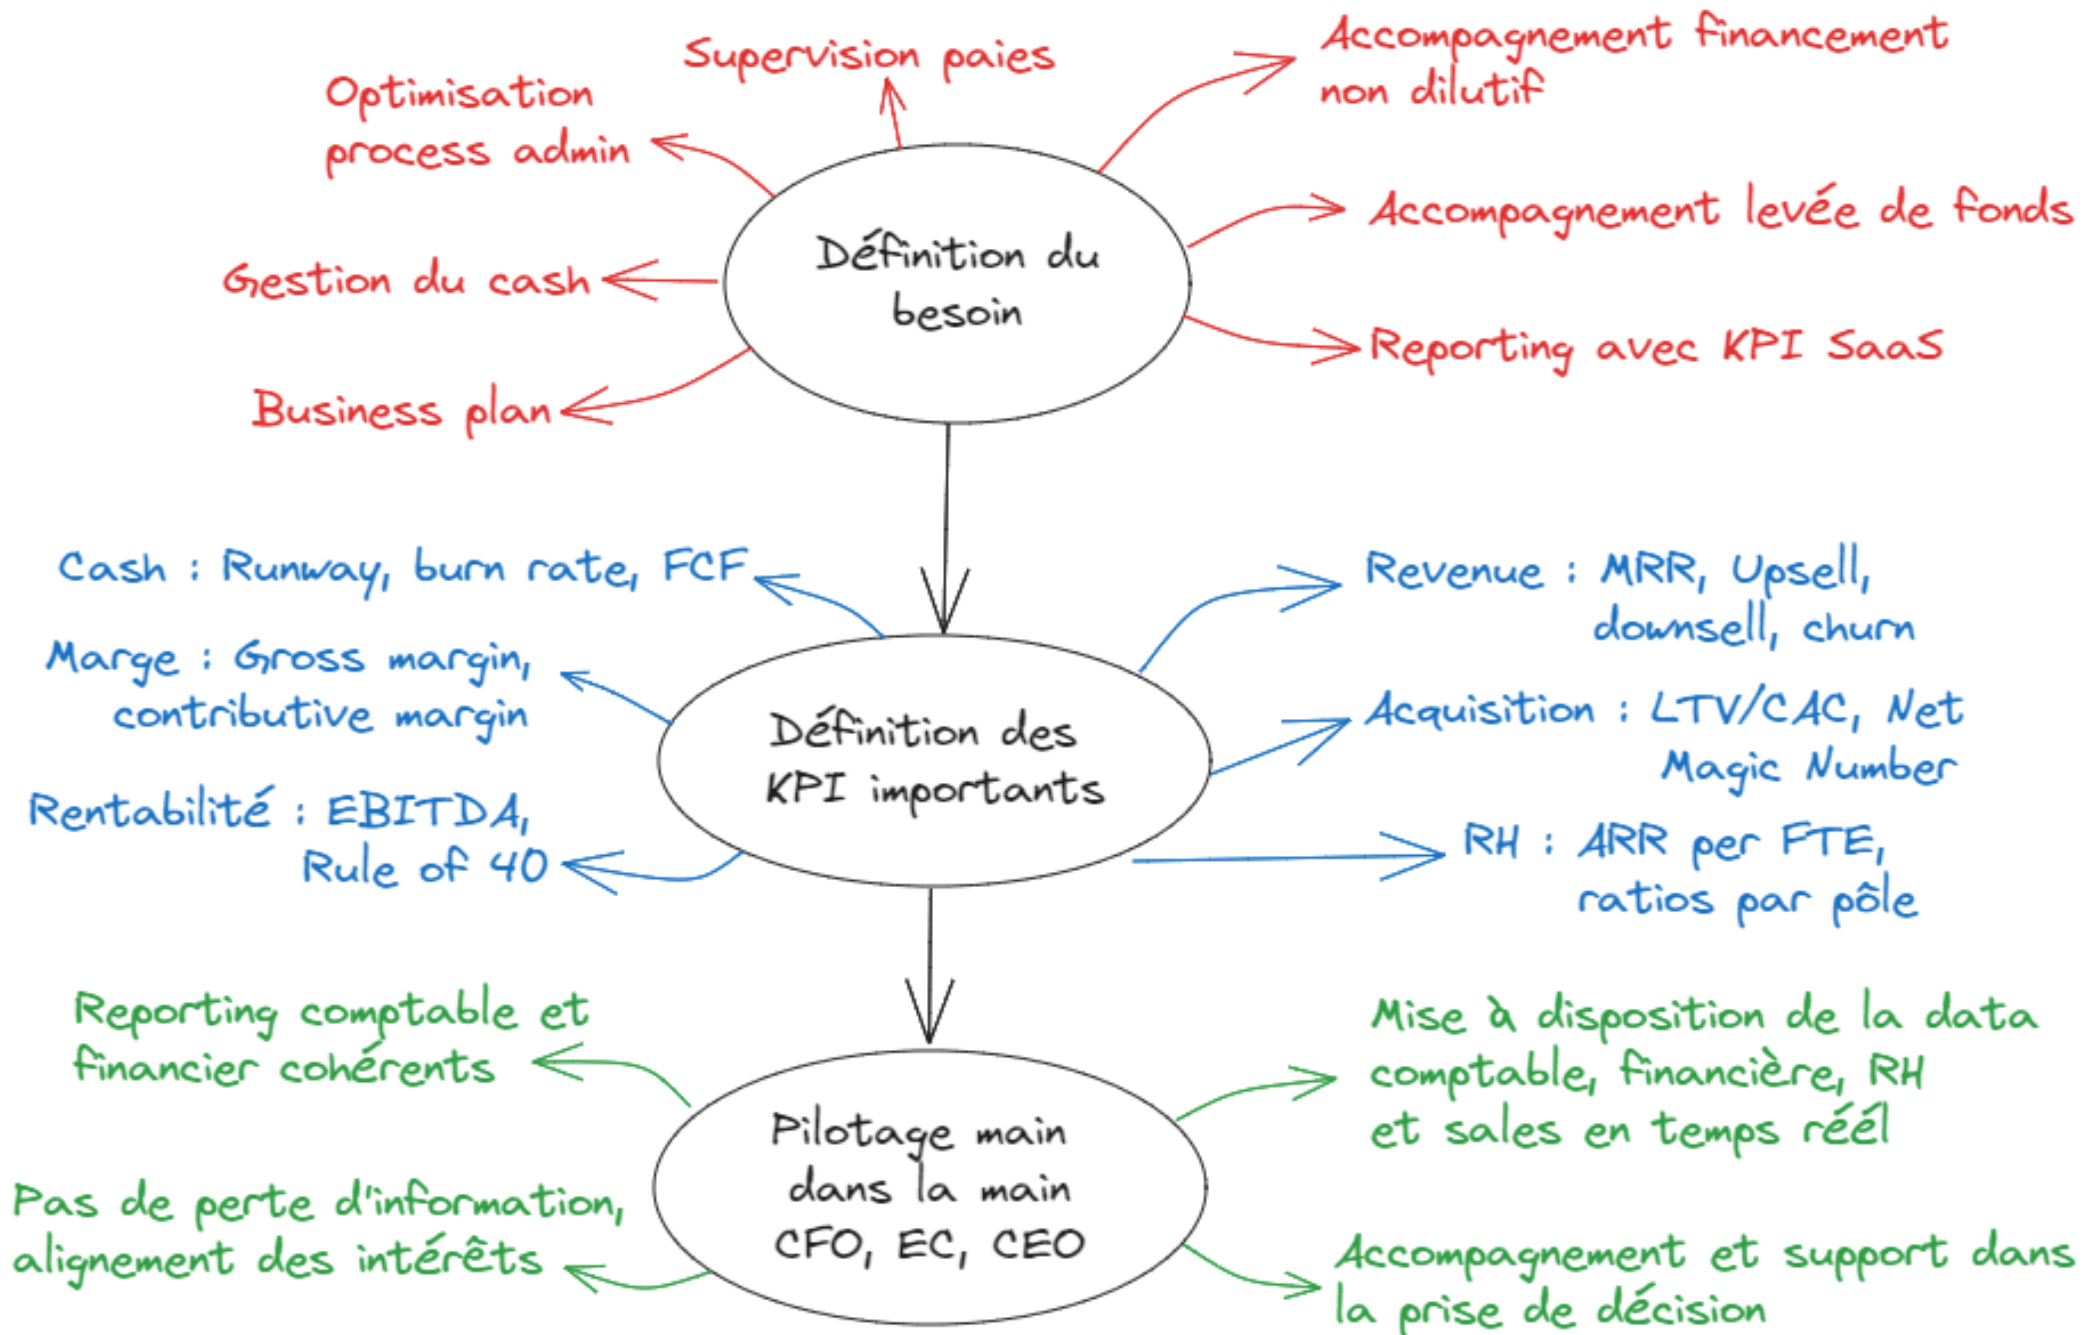 Supervision paies
Accompagnement financement
non dilutif
Optimisation
process admin
Accompagnement levée de fonds
Définition du
besoin
Gestion du cash
Reporting avec KPI SaaS
Business plan
Cash : Runway, burn rate, FCF
Revenue : MRR, Upsell,
downsell, churn
Marge : Gross margin,
contributive margin
Acquisition : LTV/CAC, Net
Magic Number
Définition des
KPI importants
Rentabilité : EBITDA,
Rule of 40
RH : ARR per FTE,
ratios par pôle
Reporting comptable et
financier cohérents
Mise à disposition de la data
comptable, financière, RH
et sales en temps réél
Pilotage main
dans la main
CFO, EC, CEO
Pas de perte d'information,
alignement des intérêts
Accompagnement et support dans
la prise de décision